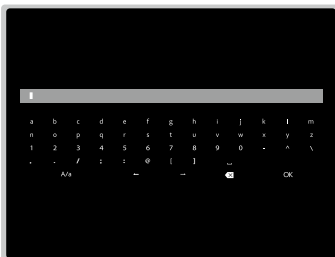 a b c d e f g h i j k l m
n o p q r s t u v w x y z
1 2 3 4 5 6 7 8 9 0 - ^ \
, . / ; : @ [ ] ⎵
A/a ← → ⌫ OK